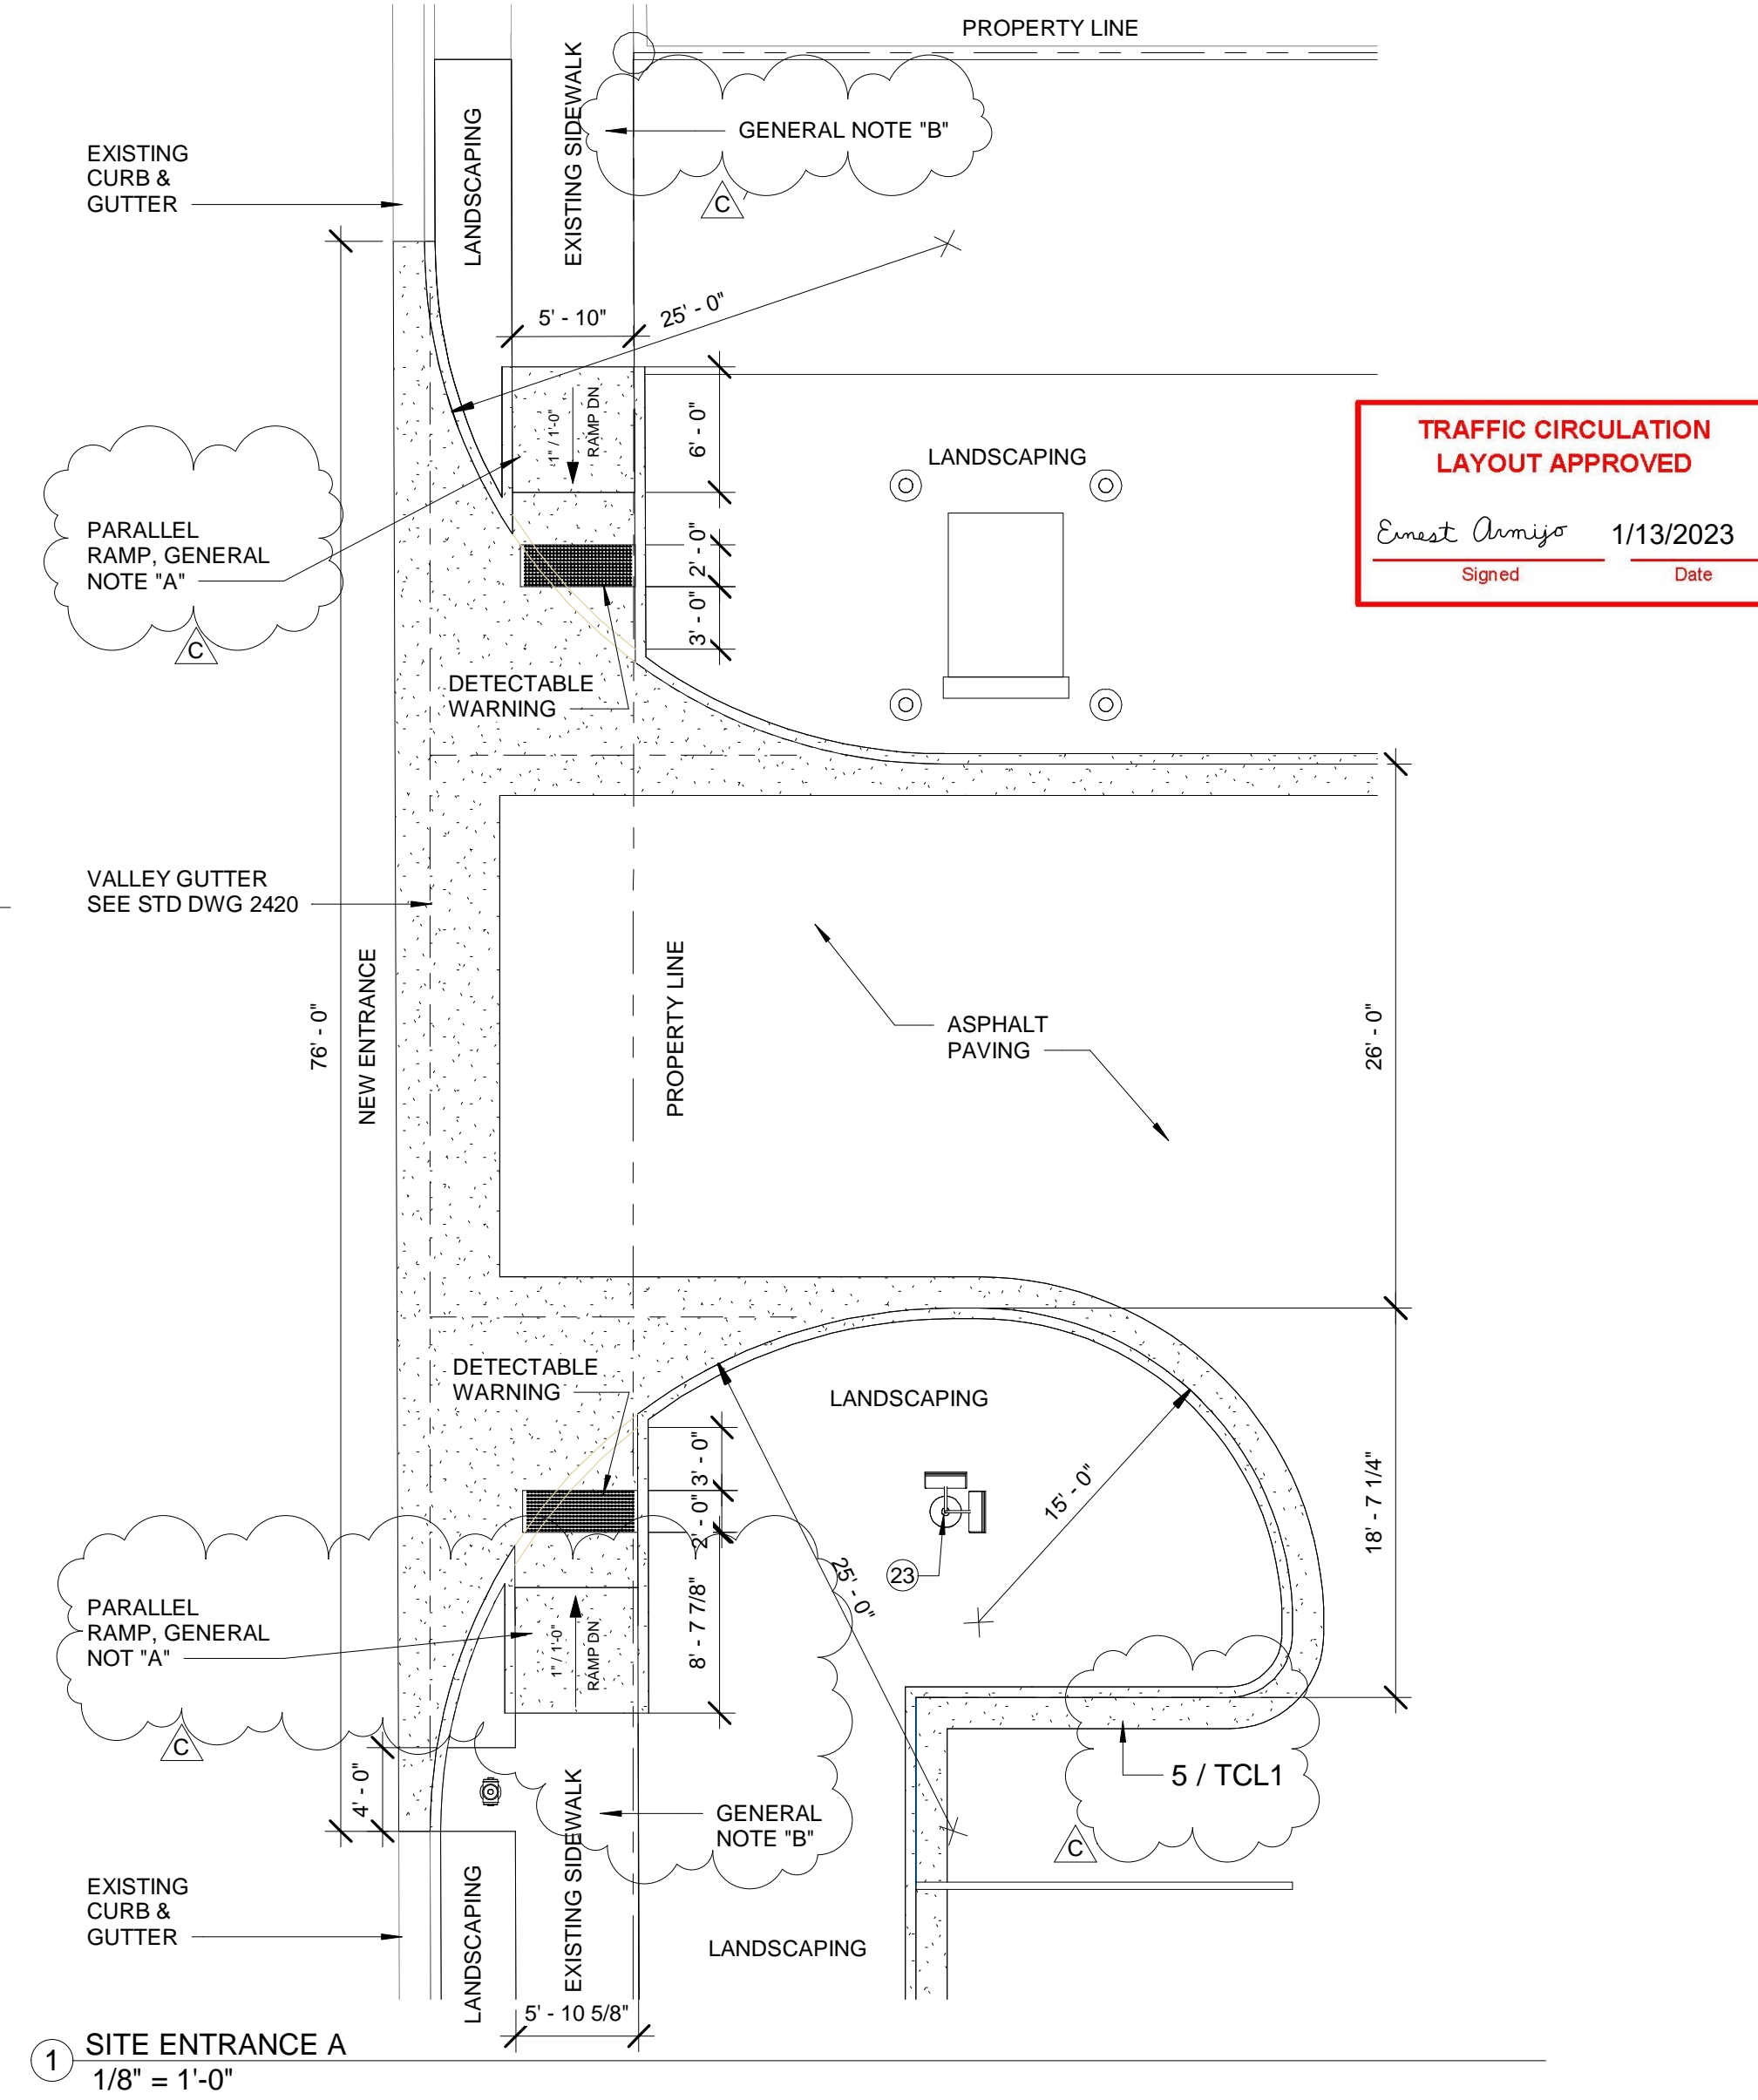 PROPERTY LINE
EXISTING SIDEWALK
LANDSCAPING
GENERAL NOTE "B"
EXISTING
CURB &
GUTTER
C
5' - 10"
25' - 0"
1" / 1'-0"
RAMP DN
6' - 0"
LANDSCAPING
TRAFFIC CIRCULATION
LAYOUT APPROVED
Ernest Armijo 1/13/2023
Signed Date
PARALLEL
RAMP, GENERAL
NOTE "A"
C
2' - 0"
3' - 0"
DETECTABLE
WARNING
VALLEY GUTTER
SEE STD DWG 2420
76' - 0"
NEW ENTRANCE
PROPERTY LINE
ASPHALT
PAVING
26' - 0"
DETECTABLE
WARNING
LANDSCAPING
3' - 0"
2' - 0"
15' - 0"
18' - 7 1/4"
25' - 0"
23
8' - 7 7/8"
PARALLEL
RAMP, GENERAL
NOT "A"
1" / 1'-0"
RAMP DN
C
4' - 0"
5 / TCL1
C
GENERAL
NOTE "B"
EXISTING SIDEWALK
LANDSCAPING
EXISTING
CURB &
GUTTER
LANDSCAPING
5' - 10 5/8"
1 SITE ENTRANCE A
1/8" = 1'-0"